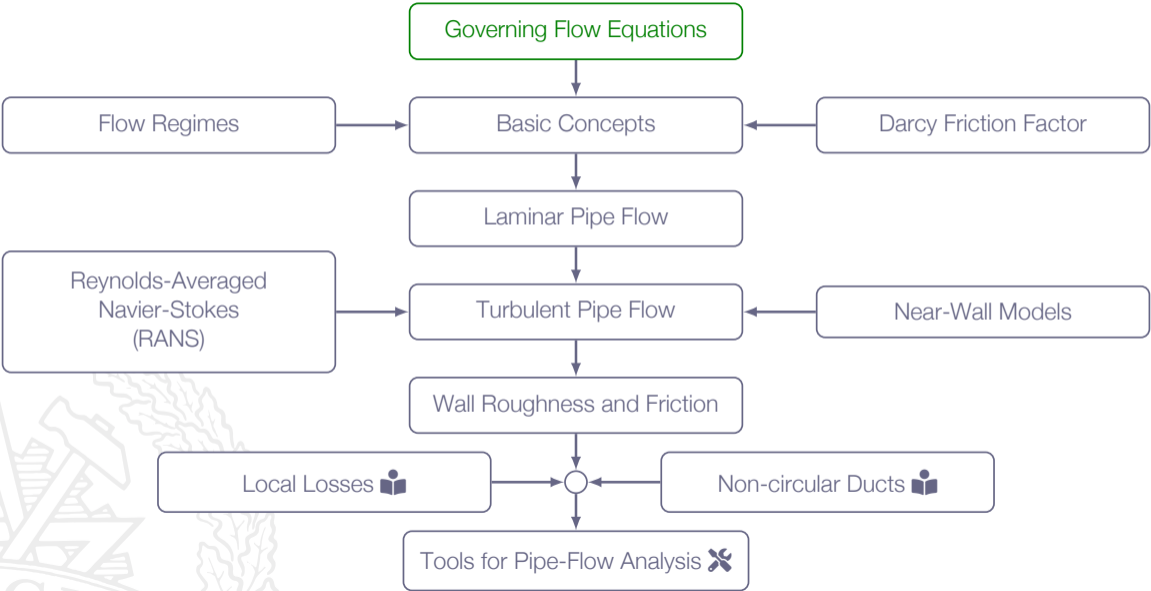 Governing Flow Equations
Flow Regimes
Basic Concepts
Darcy Friction Factor
Laminar Pipe Flow
Reynolds-Averaged
Navier-Stokes
(RANS)
Turbulent Pipe Flow
Near-Wall Models
Wall Roughness and Friction
Local Losses
Non-circular Ducts
Tools for Pipe-Flow Analysis